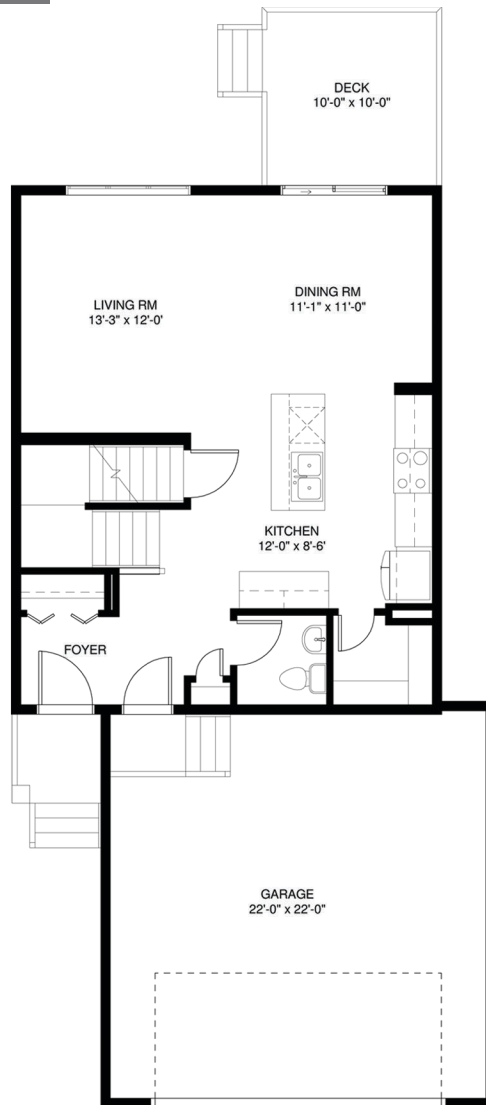 DECK
10'-0" x 10'-0"
LIVING RM
13'-3" x 12'-0'
DINING RM
11'-1" x 11'-0"
KITCHEN
12'-0" x 8'-6'
FOYER
GARAGE
22'-0" x 22'-0"